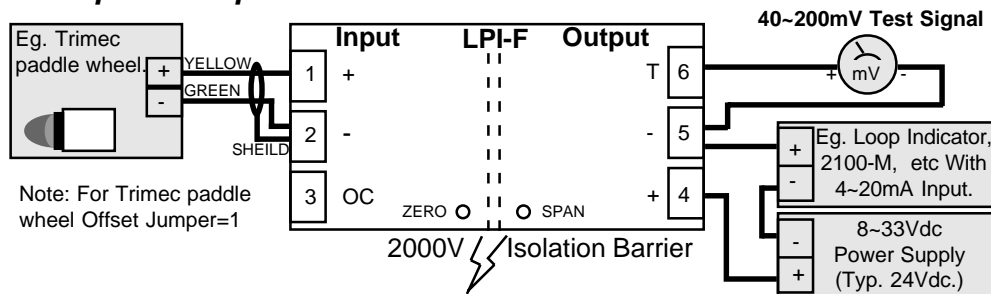 40~200mV Test Signal
Eg. Trimec
paddle wheel.
+
-
YELLOW
GREEN
SHEILD
Input
LPI-F
Output
1
+
2
-
3
OC
ZERO
SPAN
T
6
-
5
+
4
+
mV
-
+
-
Eg. Loop Indicator,
2100-M, etc With
4~20mA Input.
-
+
8~33Vdc
Power Supply
(Typ. 24Vdc.)
Note: For Trimec paddle
wheel Offset Jumper=1
2000V
Isolation Barrier